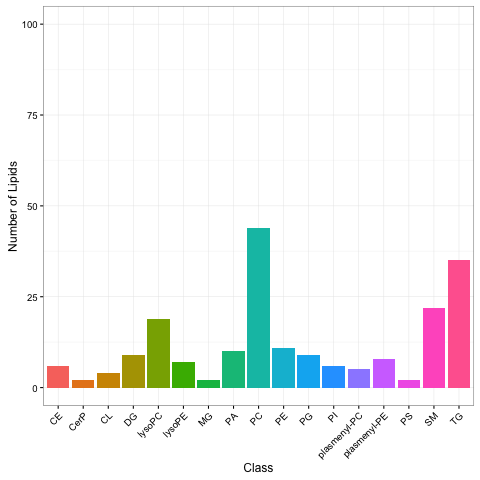 100
75
50
25
0
Number of Lipids
CE CerP CL DG lysoPC lysoPE MG PA PC PE PG PI plasmenyl-PC plasmenyl-PE PS SM TG
Class